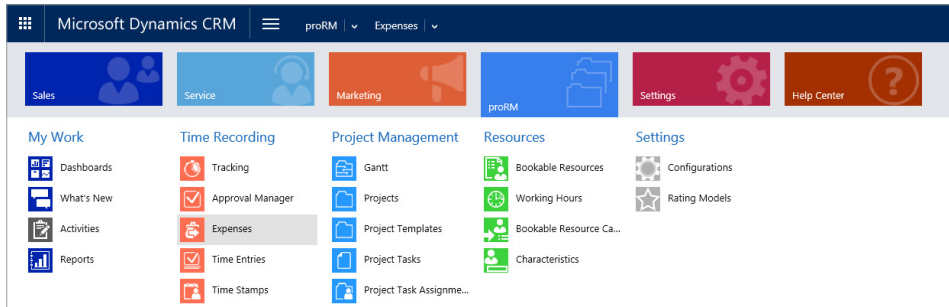 Microsoft Dynamics CRM proRM Expenses
Sales Service Marketing proRM Settings Help Center
My Work Time Recording Project Management Resources Settings
Dashboards Tracking Gantt Bookable Resources Configurations
What's New Approval Manager Projects Working Hours Rating Models
Activities Expenses Project Templates Bookable Resource Ca...
Reports Time Entries Project Tasks Characteristics
Time Stamps Project Task Assignme...